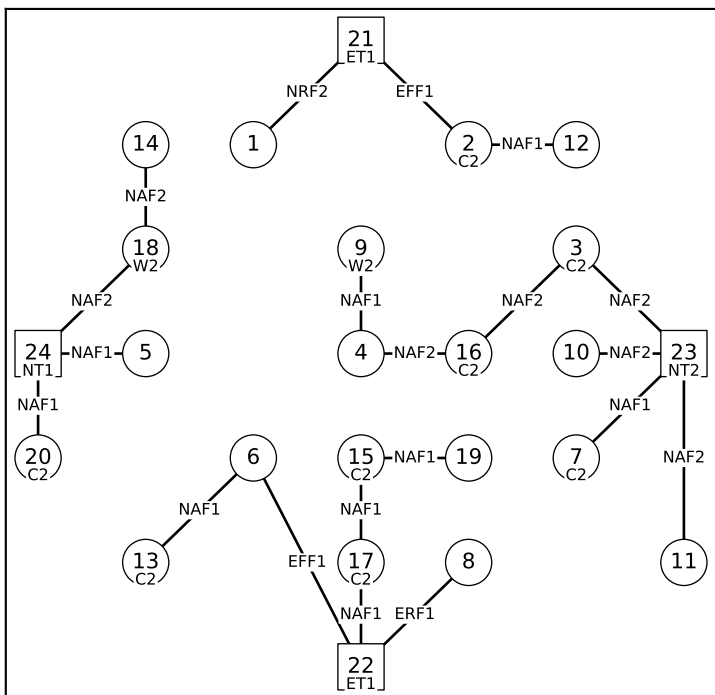 21
ET1
NRF2 EFF1
14 1 2 NAF1 12
C2
NAF2
18 9 3
W2 W2 C2
NAF2 NAF1 NAF2 NAF2
24 NAF1 5 4 NAF2 16 10 NAF2 23
NT1 C2 NT2
NAF1 NAF1
20 6 15 NAF1 19 7 NAF2
C2 C2 C2
NAF1 NAF1
13 EFF1 17 8 11
C2 C2
NAF1 ERF1
22
ET1